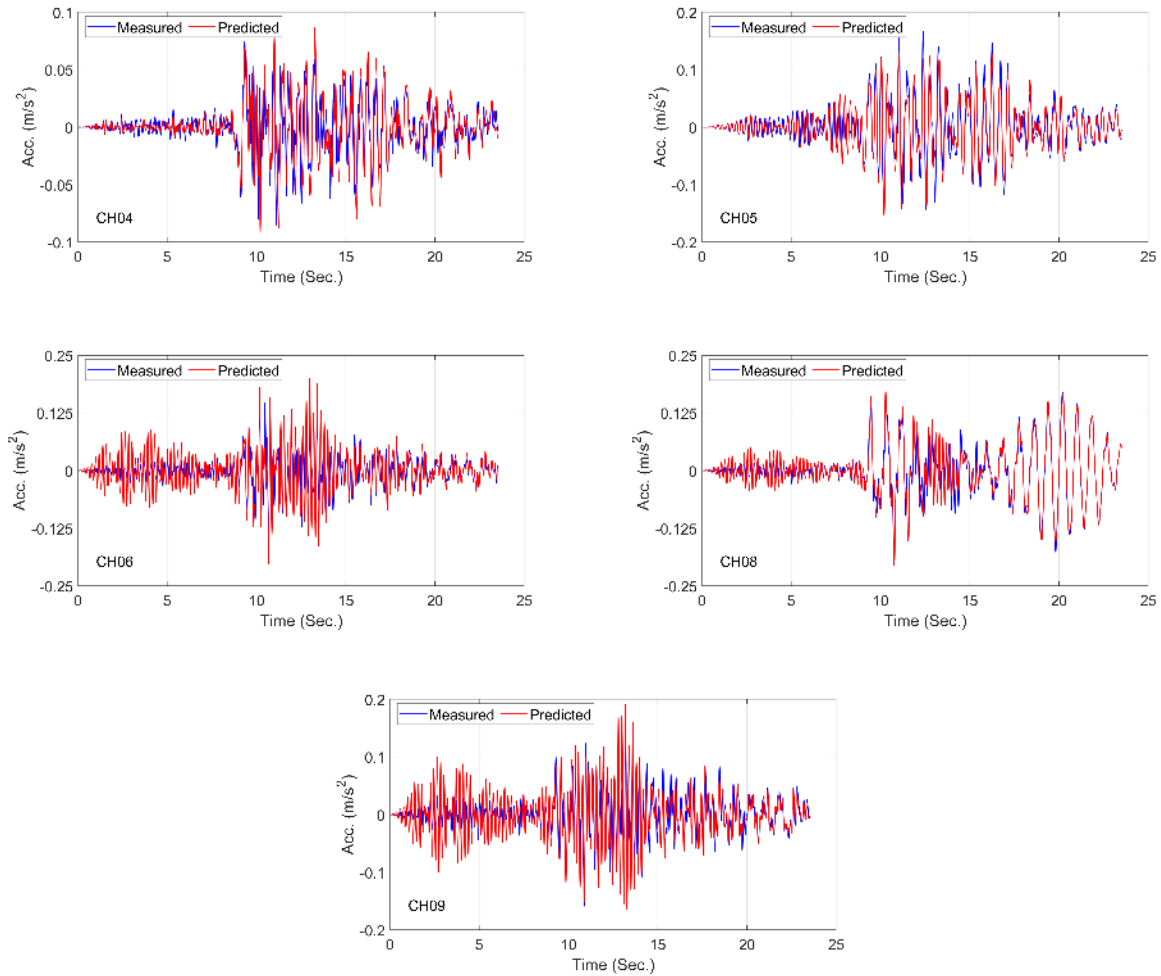 Measured Predicted
0.1
0.05
0
-0.05
-0.1
Acc. (m/s²)
CH04
0 5 10 15 20 25
Time (Sec.)
Measured Predicted
0.2
0.1
0
-0.1
-0.2
Acc. (m/s²)
CH05
0 5 10 15 20 25
Time (Sec.)
Measured Predicted
0.25
0.125
0
-0.125
-0.25
Acc. (m/s²)
CH06
0 5 10 15 20 25
Time (Sec.)
Measured Predicted
0.25
0.125
0
-0.125
-0.25
Acc. (m/s²)
CH08
0 5 10 15 20 25
Time (Sec.)
Measured Predicted
0.2
0.1
0
-0.1
-0.2
Acc. (m/s²)
CH09
0 5 10 15 20 25
Time (Sec.)